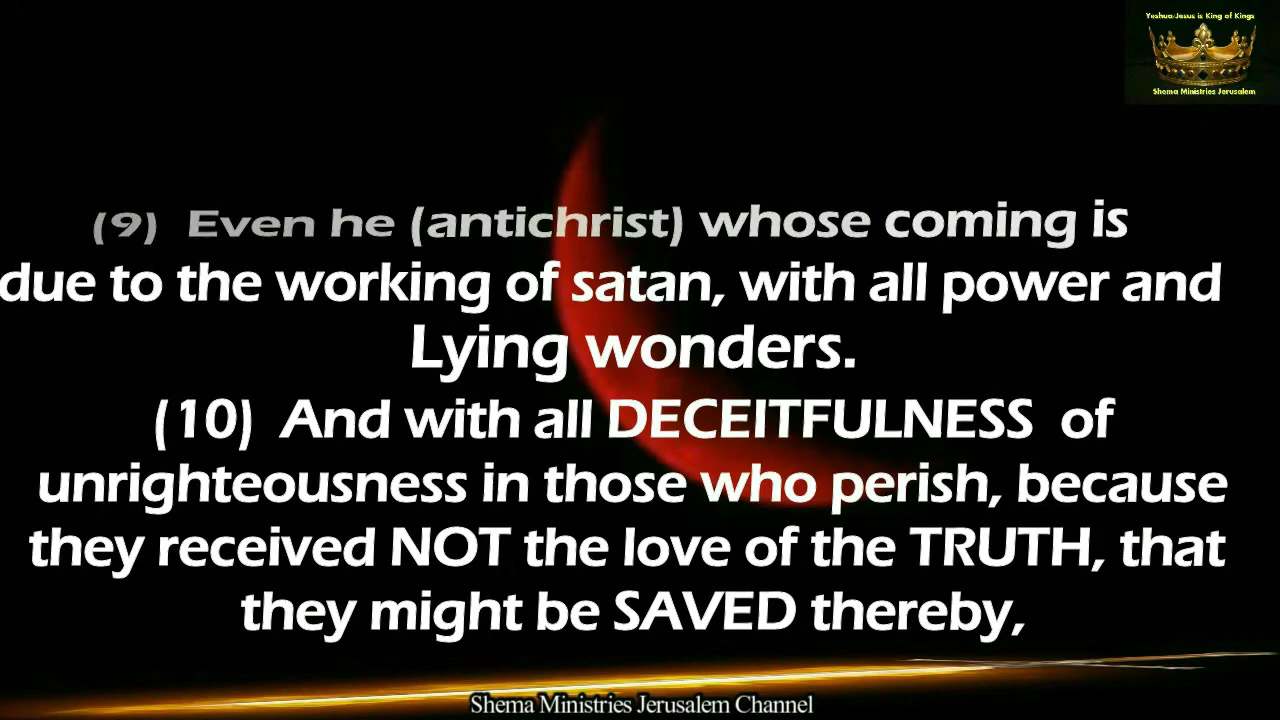 Yeshua/Jesus is King of Kings
Shema Ministries Jerusalem
(9) Even he (antichrist) whose coming is
due to the working of satan, with all power and
Lying wonders.
(10) And with all DECEITFULNESS of
unrighteousness in those who perish, because
they received NOT the love of the TRUTH, that
they might be SAVED thereby,
Shema Ministries Jerusalem Channel